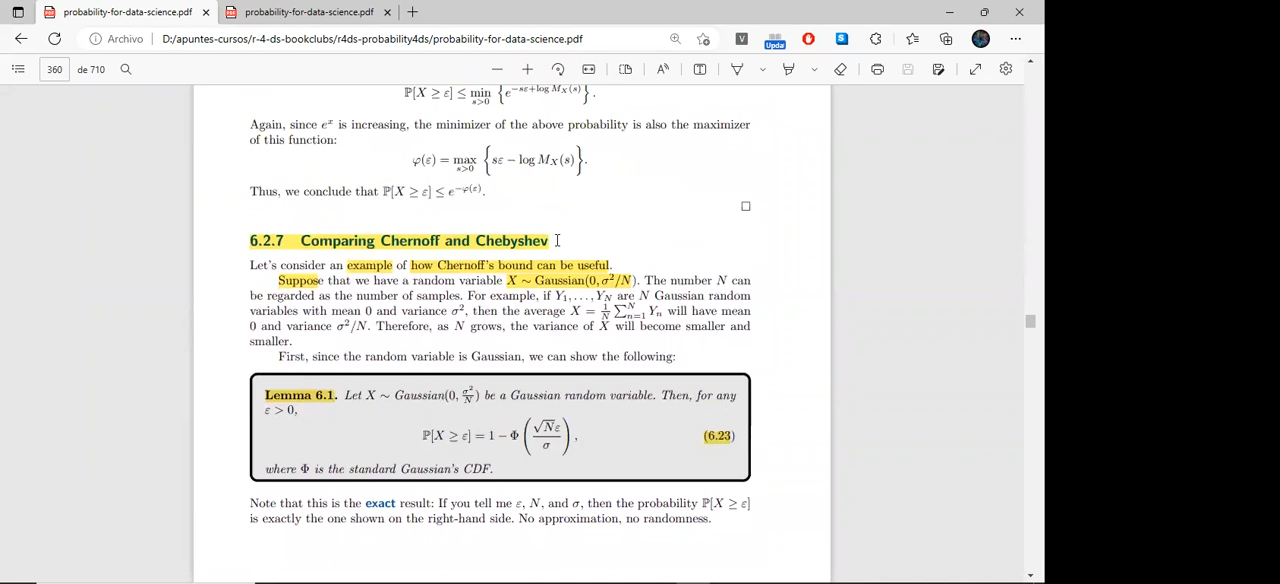 probability-for-data-science.pdf
probability-for-data-science.pdf
Archivo
D:/apuntes-cursos/r-4-ds-bookclubs/r4ds-probability4ds/probability-for-data-science.pdf
V
Updat
S
360
de 710
ℙ[X ≥ ε] ≤ min s>0 {e^{−sε+log M_X(s)}}.
Again, since e^x is increasing, the minimizer of the above probability is also the maximizer
of this function:
φ(ε) = max s>0 {sε − log M_X(s)}.
Thus, we conclude that ℙ[X ≥ ε] ≤ e^{−φ(ε)}.
□
6.2.7 Comparing Chernoff and Chebyshev
Let's consider an example of how Chernoff's bound can be useful.
Suppose that we have a random variable X ∼ Gaussian(0, σ²/N). The number N can
be regarded as the number of samples. For example, if Y₁, . . . , Y_N are N Gaussian random
variables with mean 0 and variance σ², then the average X = 1/N ∑_{n=1}^{N} Y_n will have mean
0 and variance σ²/N. Therefore, as N grows, the variance of X will become smaller and
smaller.
First, since the random variable is Gaussian, we can show the following:
Lemma 6.1. Let X ∼ Gaussian(0, σ²/N) be a Gaussian random variable. Then, for any
ε > 0,
ℙ[X ≥ ε] = 1 − Φ(√Nε/σ), (6.23)
where Φ is the standard Gaussian's CDF.
Note that this is the exact result: If you tell me ε, N, and σ, then the probability ℙ[X ≥ ε]
is exactly the one shown on the right-hand side. No approximation, no randomness.